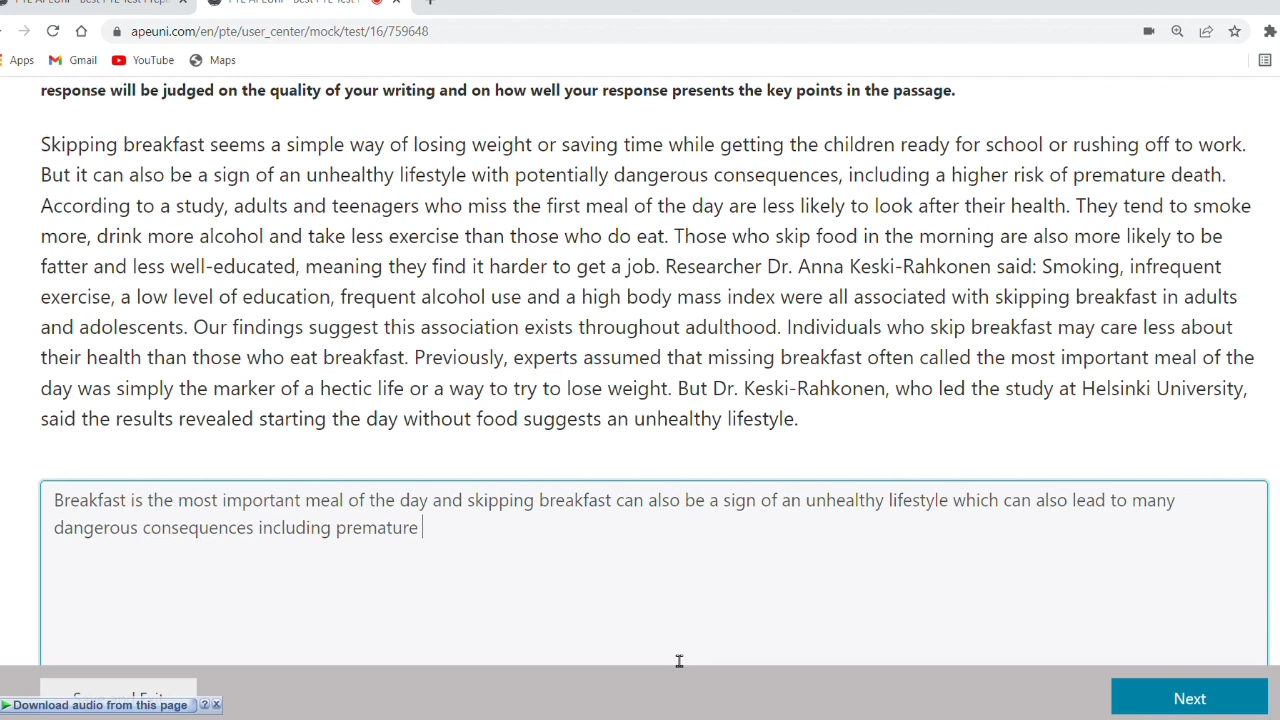 apeuni.com/en/pte/user_center/mock/test/16/759648
Apps Gmail YouTube Maps
response will be judged on the quality of your writing and on how well your response presents the key points in the passage.
Skipping breakfast seems a simple way of losing weight or saving time while getting the children ready for school or rushing off to work.
But it can also be a sign of an unhealthy lifestyle with potentially dangerous consequences, including a higher risk of premature death.
According to a study, adults and teenagers who miss the first meal of the day are less likely to look after their health. They tend to smoke
more, drink more alcohol and take less exercise than those who do eat. Those who skip food in the morning are also more likely to be
fatter and less well-educated, meaning they find it harder to get a job. Researcher Dr. Anna Keski-Rahkonen said: Smoking, infrequent
exercise, a low level of education, frequent alcohol use and a high body mass index were all associated with skipping breakfast in adults
and adolescents. Our findings suggest this association exists throughout adulthood. Individuals who skip breakfast may care less about
their health than those who eat breakfast. Previously, experts assumed that missing breakfast often called the most important meal of the
day was simply the marker of a hectic life or a way to try to lose weight. But Dr. Keski-Rahkonen, who led the study at Helsinki University,
said the results revealed starting the day without food suggests an unhealthy lifestyle.
Breakfast is the most important meal of the day and skipping breakfast can also be a sign of an unhealthy lifestyle which can also lead to many
dangerous consequences including premature
Next
Download audio from this page ? X